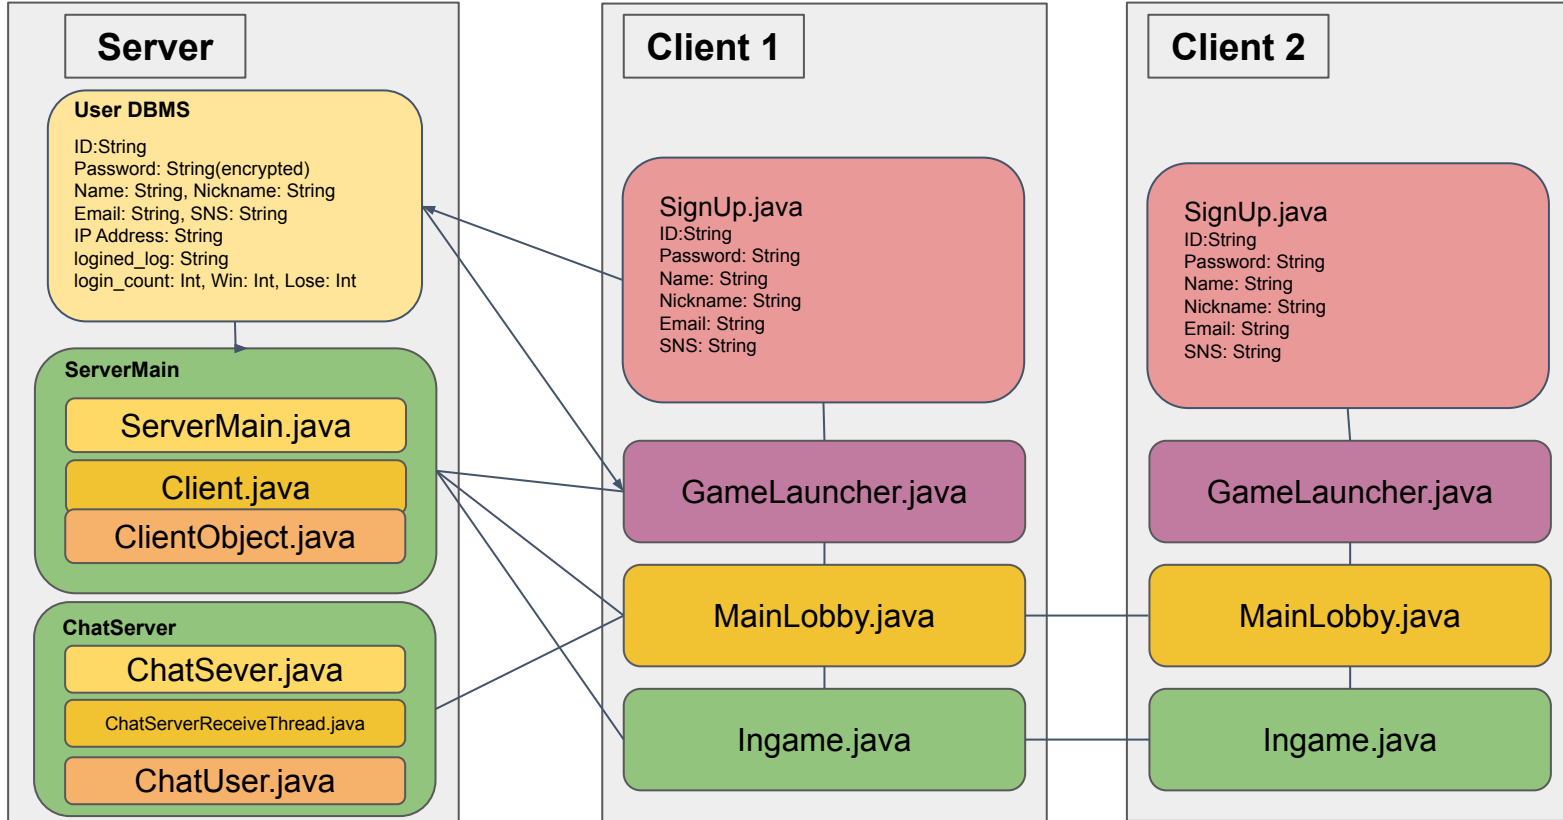 Server
User DBMS
ID:String
Password: String(encrypted)
Name: String, Nickname: String
Email: String, SNS: String
IP Address: String
logined_log: String
login_count: Int, Win: Int, Lose: Int
ServerMain
ServerMain.java
Client.java
ClientObject.java
ChatServer
ChatSever.java
ChatServerReceiveThread.java
ChatUser.java
Client 1
SignUp.java
ID:String
Password: String
Name: String
Nickname: String
Email: String
SNS: String
GameLauncher.java
MainLobby.java
Ingame.java
Client 2
SignUp.java
ID:String
Password: String
Name: String
Nickname: String
Email: String
SNS: String
GameLauncher.java
MainLobby.java
Ingame.java